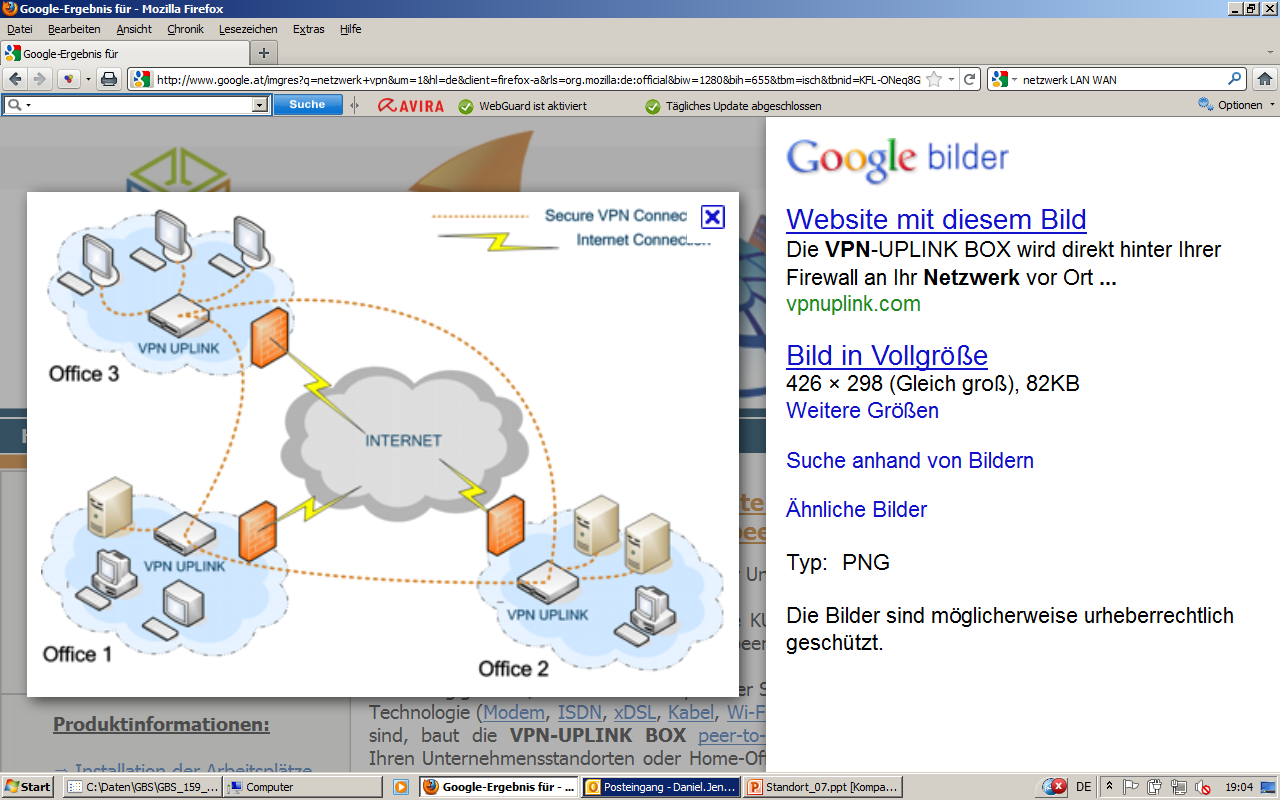 Google-Ergebnis für - Mozilla Firefox
Datei Bearbeiten Ansicht Chronik Lesezeichen Extras Hilfe
Google-Ergebnis für
http://www.google.at/imgres?q=netzwerk+vpn&um=1&hl=de&client=firefox-a&rls=org.mozilla:de:official&biw=1280&bih=655&tbm=isch&tbnid=KFL-ONeq8G
netzwerk LAN WAN
Suche
AVIRA
WebGuard ist aktiviert
Tägliches Update abgeschlossen
Optionen
Secure VPN Connec
Internet Connection
VPN UPLINK
Office 3
INTERNET
VPN UPLINK
Office 1
VPN UPLINK
Office 2
Google bilder
Website mit diesem Bild
Die VPN-UPLINK BOX wird direkt hinter Ihrer
Firewall an Ihr Netzwerk vor Ort ...
vpnuplink.com
Bild in Vollgröße
426 × 298 (Gleich groß), 82KB
Weitere Größen
Suche anhand von Bildern
Ähnliche Bilder
Typ: PNG
Die Bilder sind möglicherweise urheberrechtlich
geschützt.
Produktinformationen:
⇒ Installation der Arbeitsplätze
Technologie (Modem, ISDN, xDSL, Kabel, Wi-F
sind, baut die VPN-UPLINK BOX peer-to-
Ihren Unternehmensstandorten oder Home-Off
Start
C:\Daten\GBS\GBS_159_...
Computer
Google-Ergebnis für - ...
Posteingang - Daniel.Jen...
Standort_07.ppt [Kompa...
DE
19:04